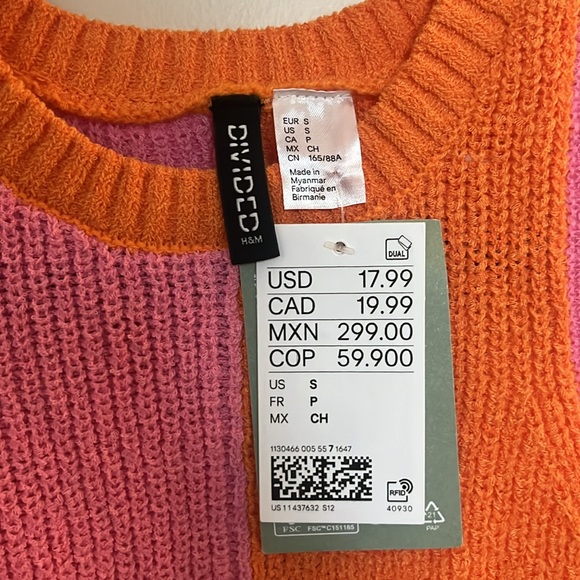 DIVIDED
H&M
EUR S
US S
CA P
MX CH
CN 165/88A
Made in
Myanmar
Fabriqué en
Birmanie
DUAL
USD 17.99
CAD 19.99
MXN 299.00
COP 59.900
US S
FR P
MX CH
1130466 005 55 7 1647
RFID
US 11437632 S12
40930
FSC FSC™C151185
21
PAP